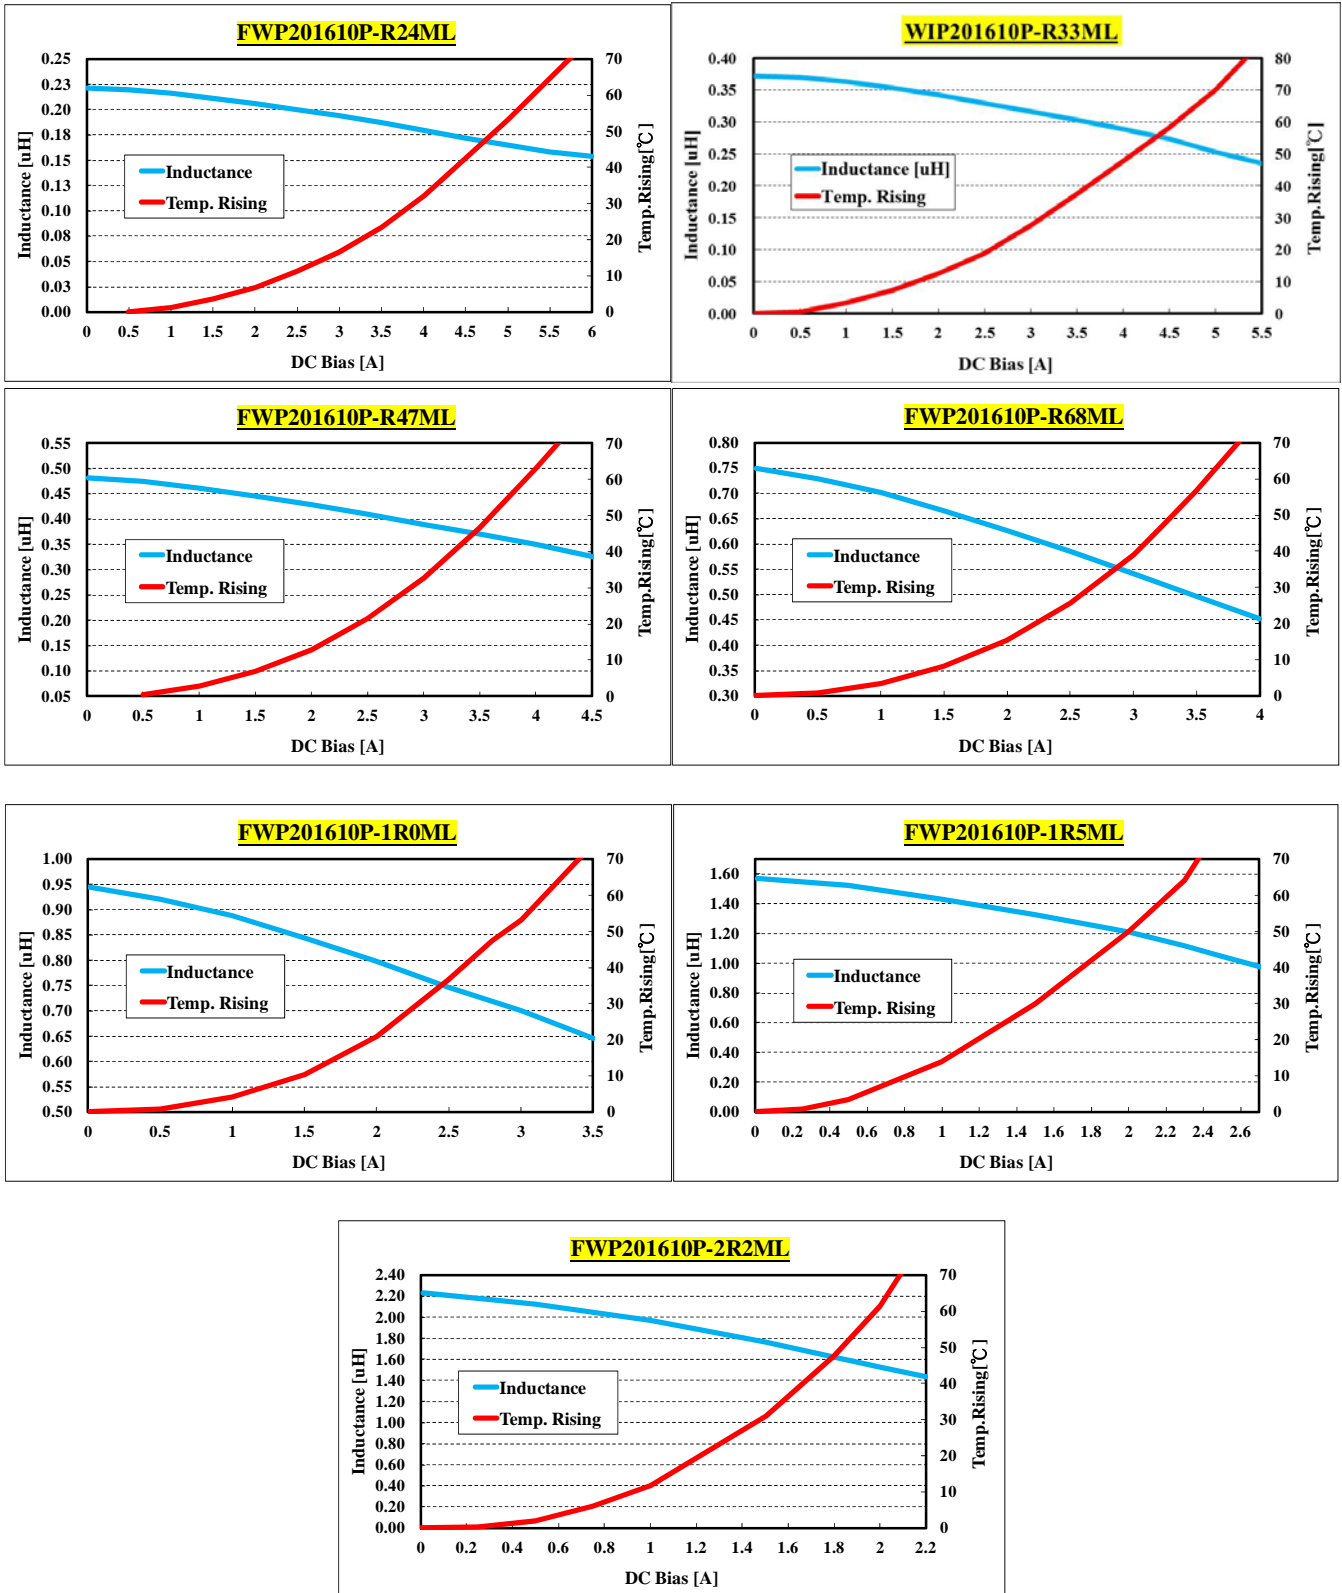 FWP201610P-R24ML
0.25
0.23
0.20
0.18
0.15
0.13
0.10
0.08
0.05
0.03
0.00
Inductance [uH]
70
60
50
40
30
20
10
0
Temp.Rising[℃]
Inductance
Temp. Rising
0 0.5 1 1.5 2 2.5 3 3.5 4 4.5 5 5.5 6
DC Bias [A]
WIP201610P-R33ML
0.40
0.35
0.30
0.25
0.20
0.15
0.10
0.05
0.00
Inductance [uH]
80
70
60
50
40
30
20
10
0
Temp.Rising[℃]
Inductance [uH]
Temp. Rising
0 0.5 1 1.5 2 2.5 3 3.5 4 4.5 5 5.5
DC Bias [A]
FWP201610P-R47ML
0.55
0.50
0.45
0.40
0.35
0.30
0.25
0.20
0.15
0.10
0.05
Inductance [uH]
70
60
50
40
30
20
10
0
Temp.Rising[℃]
Inductance
Temp. Rising
0 0.5 1 1.5 2 2.5 3 3.5 4 4.5
DC Bias [A]
FWP201610P-R68ML
0.80
0.75
0.70
0.65
0.60
0.55
0.50
0.45
0.40
0.35
0.30
Inductance [uH]
70
60
50
40
30
20
10
0
Temp.Rising[℃]
Inductance
Temp. Rising
0 0.5 1 1.5 2 2.5 3 3.5 4
DC Bias [A]
FWP201610P-1R0ML
1.00
0.95
0.90
0.85
0.80
0.75
0.70
0.65
0.60
0.55
0.50
Inductance [uH]
70
60
50
40
30
20
10
0
Temp.Rising[℃]
Inductance
Temp. Rising
0 0.5 1 1.5 2 2.5 3 3.5
DC Bias [A]
FWP201610P-1R5ML
1.60
1.40
1.20
1.00
0.80
0.60
0.40
0.20
0.00
Inductance [uH]
70
60
50
40
30
20
10
0
Temp.Rising[℃]
Inductance
Temp. Rising
0 0.2 0.4 0.6 0.8 1 1.2 1.4 1.6 1.8 2 2.2 2.4 2.6
DC Bias [A]
FWP201610P-2R2ML
2.40
2.20
2.00
1.80
1.60
1.40
1.20
1.00
0.80
0.60
0.40
0.20
0.00
Inductance [uH]
70
60
50
40
30
20
10
0
Temp.Rising[℃]
Inductance
Temp. Rising
0 0.2 0.4 0.6 0.8 1 1.2 1.4 1.6 1.8 2 2.2
DC Bias [A]